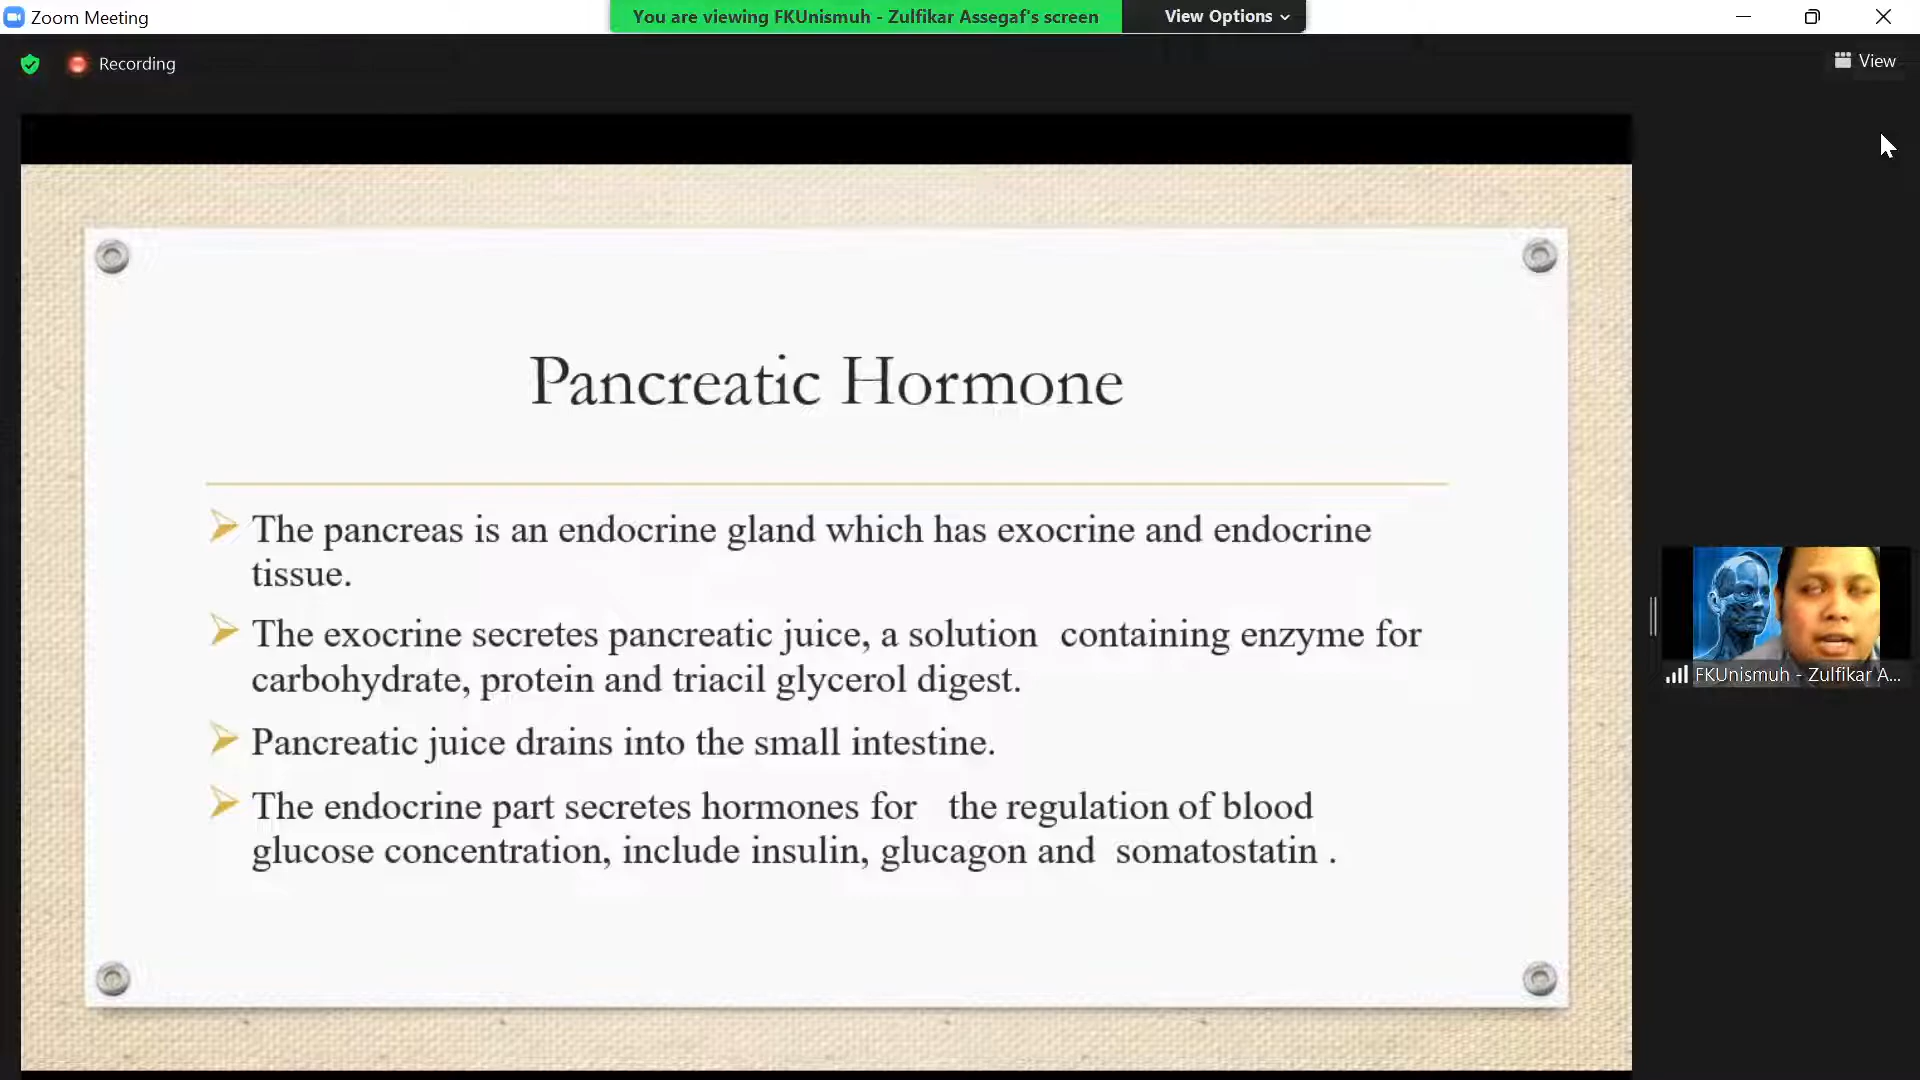 Zoom Meeting
You are viewing FKUnismuh - Zulfikar Assegaf's screen
View Options
Recording
View
Pancreatic Hormone
The pancreas is an endocrine gland which has exocrine and endocrine
tissue.
The exocrine secretes pancreatic juice, a solution containing enzyme for
carbohydrate, protein and triacil glycerol digest.
Pancreatic juice drains into the small intestine.
The endocrine part secretes hormones for the regulation of blood
glucose concentration, include insulin, glucagon and somatostatin .
FKUnismuh - Zulfikar A...